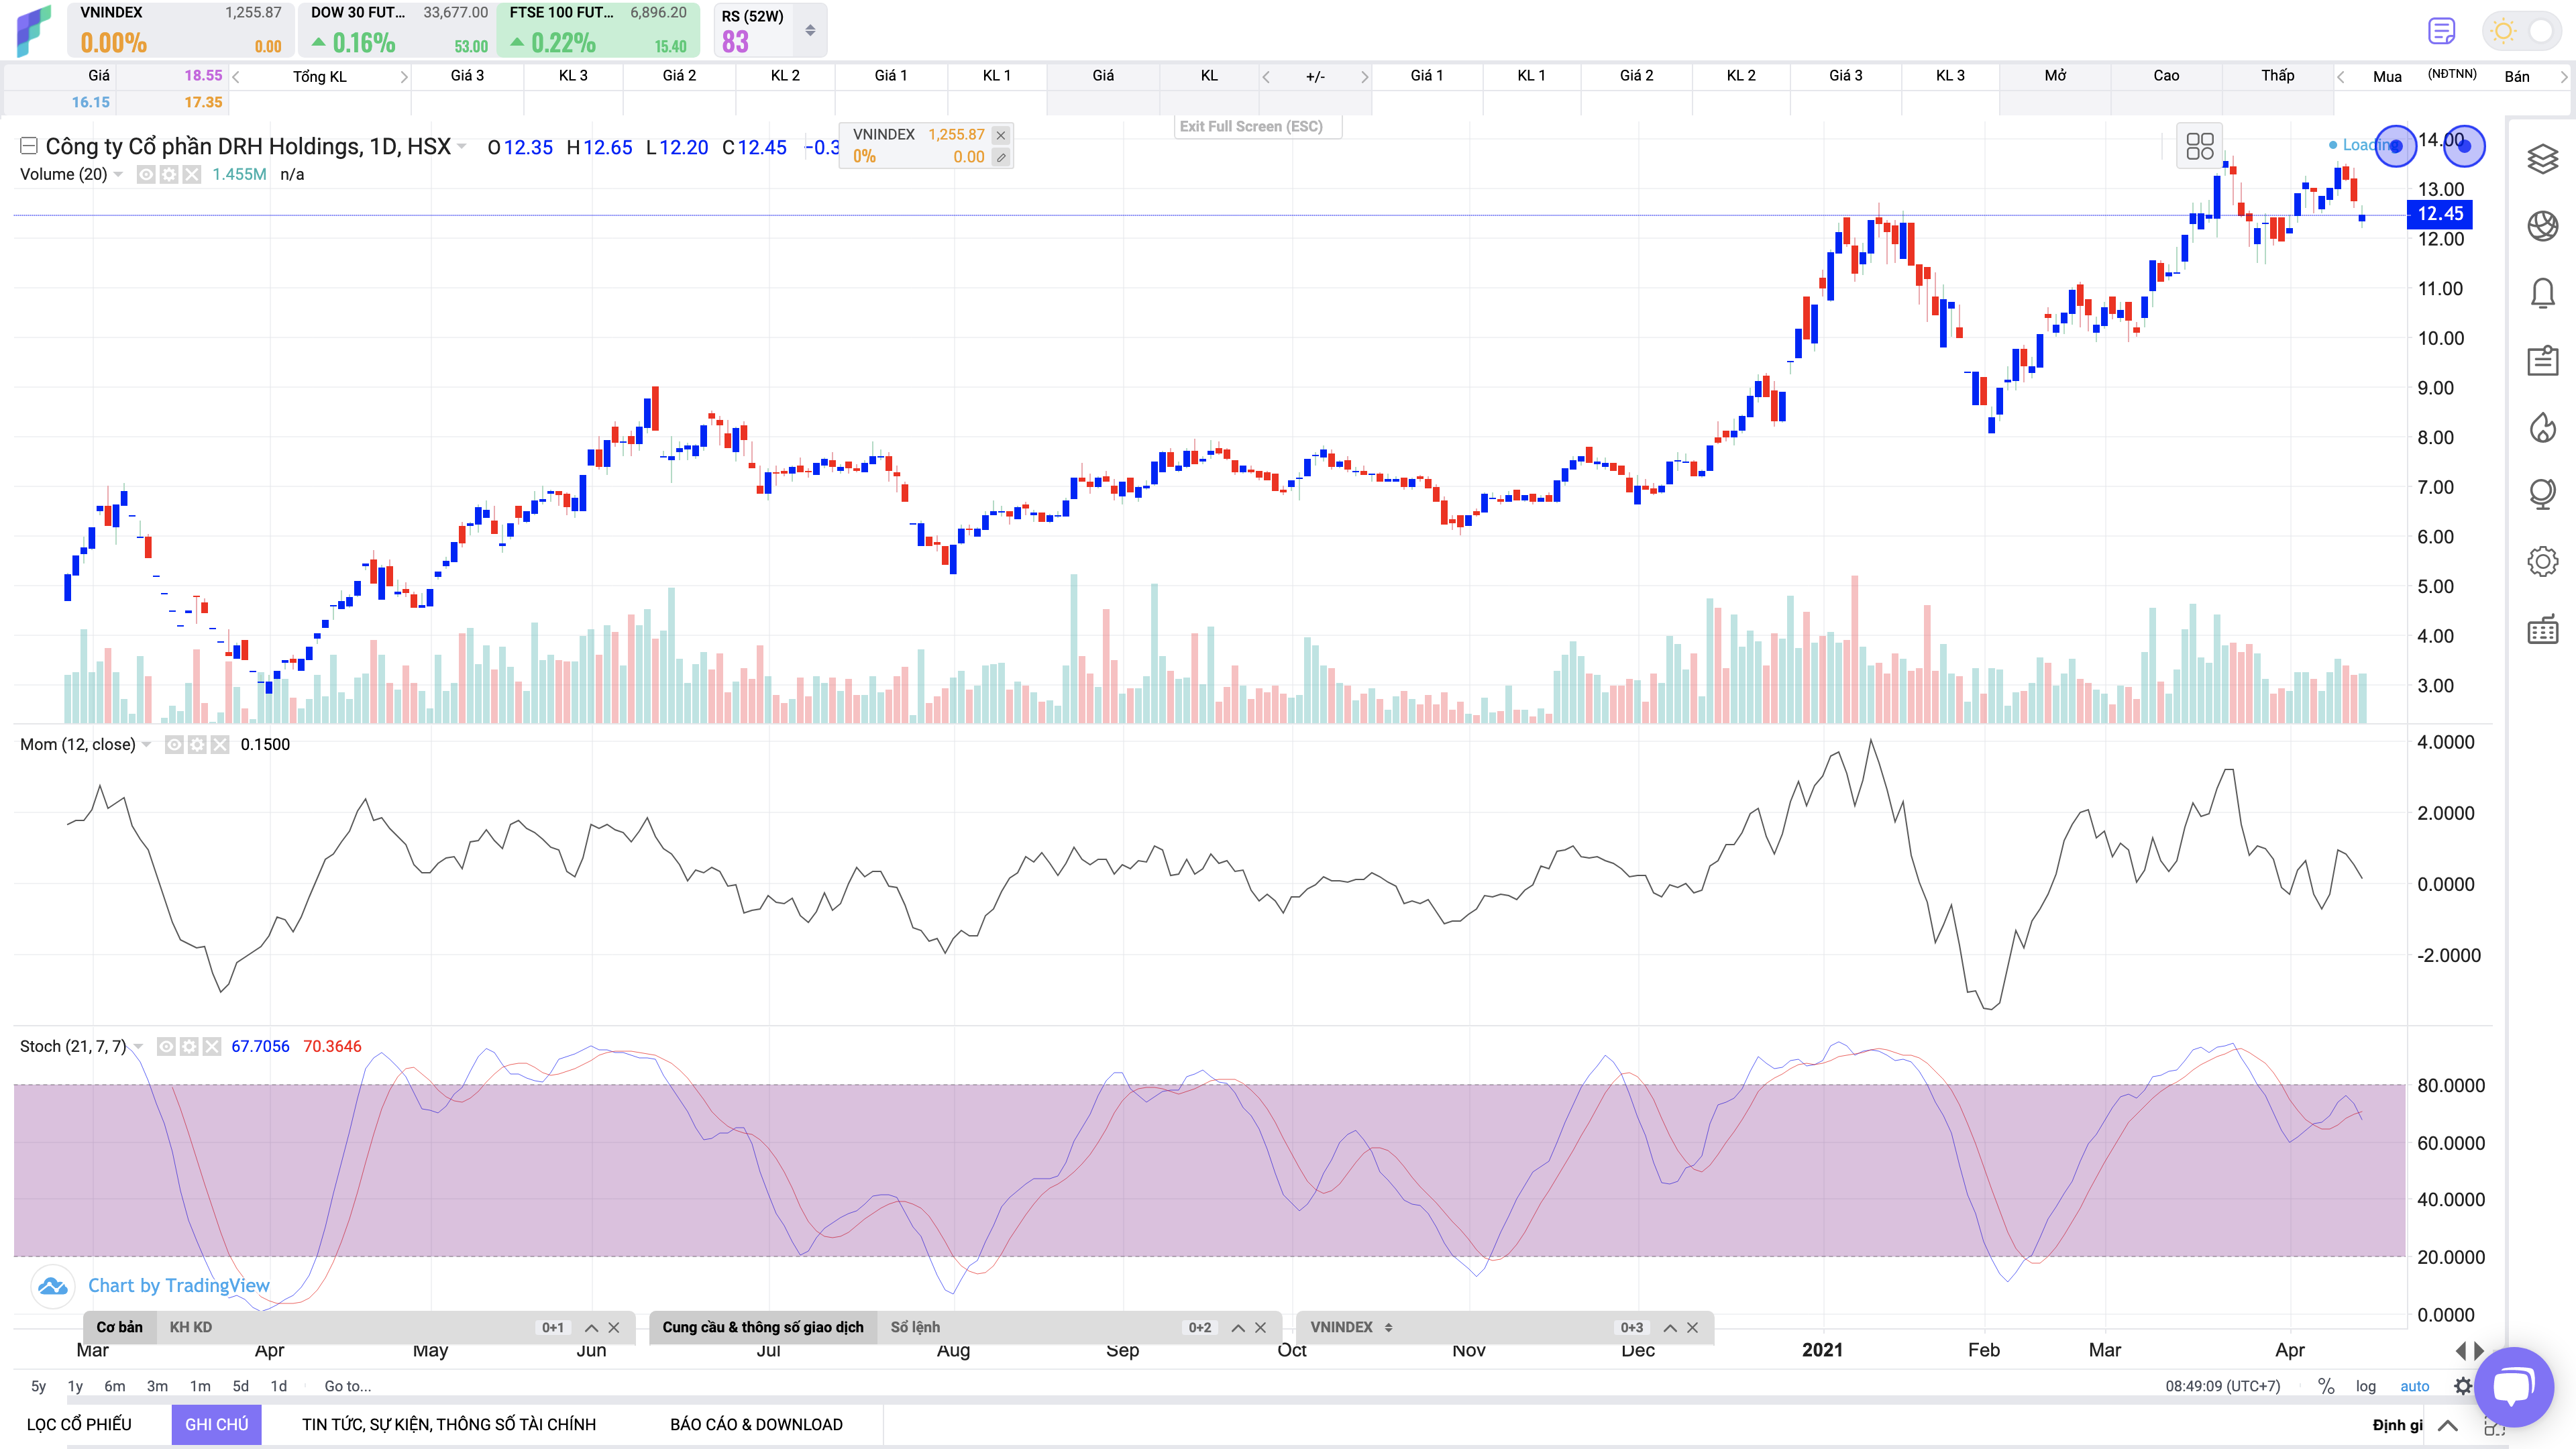 VNINDEX 1,255.87
0.00% 0.00
DOW 30 FUT... 33,677.00
0.16% 53.00
FTSE 100 FUT... 6,896.20
0.22% 15.40
RS (52W)
83
Giá 18.55 Tổng KL Giá 3 KL 3 Giá 2 KL 2 Giá 1 KL 1 Giá KL +/- Giá 1 KL 1 Giá 2 KL 2 Giá 3 KL 3 Mở Cao Thấp Mua (NĐTNN) Bán
16.15 17.35
Exit Full Screen (ESC)
Công ty Cổ phần DRH Holdings, 1D, HSX O12.35 H12.65 L12.20 C12.45 −0.3
VNINDEX 1,255.87
0% 0.00
Volume (20) 1.455M n/a
14.00
13.00
12.45
12.00
11.00
10.00
9.00
8.00
7.00
6.00
5.00
4.00
3.00
Mom (12, close) 0.1500
4.0000
2.0000
0.0000
-2.0000
Stoch (21, 7, 7) 67.7056 70.3646
80.0000
60.0000
40.0000
20.0000
0.0000
Chart by TradingView
Cơ bản KH KD 0+1
Cung cầu & thông số giao dịch Sổ lệnh 0+2
VNINDEX 0+3
Mar Apr May Jun Jul Aug Sep Oct Nov Dec 2021 Feb Mar Apr
5y 1y 6m 3m 1m 5d 1d Go to... 08:49:09 (UTC+7) % log auto
LỌC CỔ PHIẾU GHI CHÚ TIN TỨC, SỰ KIỆN, THÔNG SỐ TÀI CHÍNH BÁO CÁO & DOWNLOAD Định gi